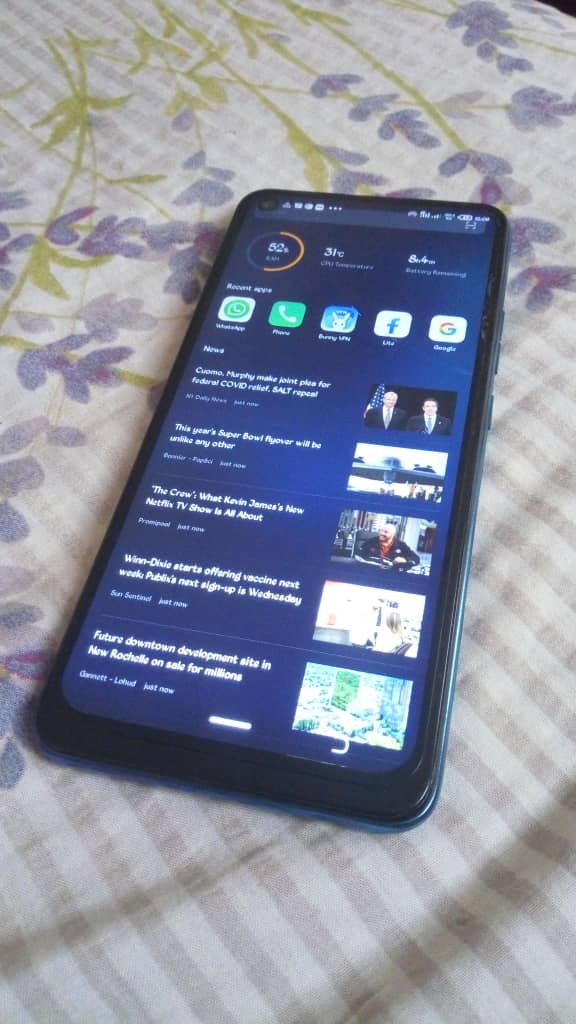 52%
RAM
31°C
CPU Temperature
8h4m
Battery Remaining
Recent apps
WhatsApp
Phone
Bunny VPN
Lite
Google
News
Cuomo, Murphy make joint plea for
federal COVID relief, SALT repeal
NY Daily News just now
This year's Super Bowl flyover will be
unlike any other
Bonnier - PopSci just now
'The Crew': What Kevin James's New
Netflix TV Show Is All About
Promipool just now
Winn-Dixie starts offering vaccine next
week; Publix's next sign-up is Wednesday
Sun Sentinel just now
Future downtown development site in
New Rochelle on sale for millions
Gannett - Lohud just now